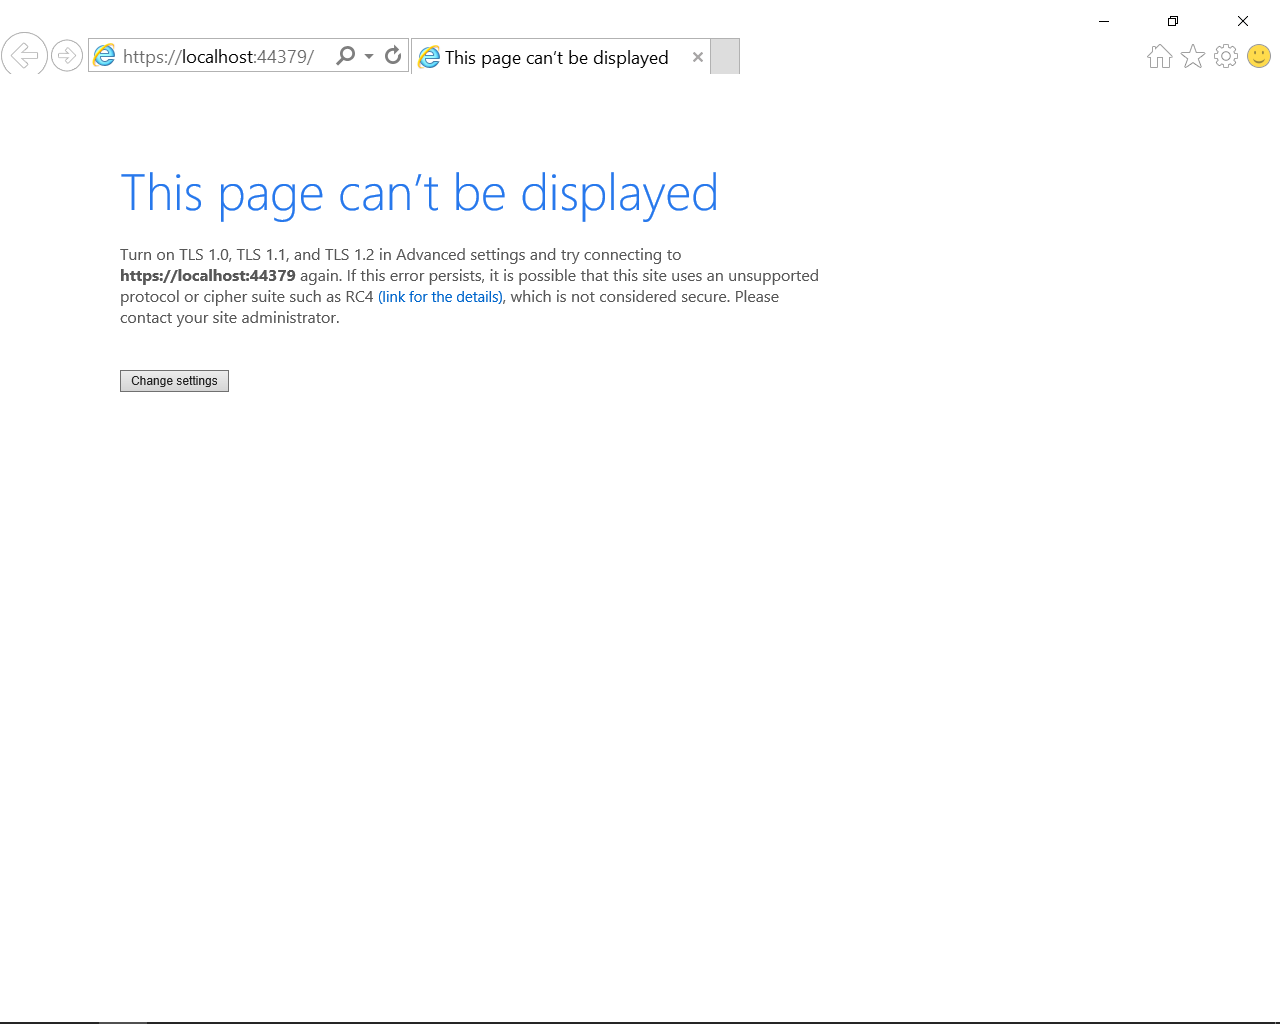 https://localhost:44379/
This page can't be displayed
This page can't be displayed
Turn on TLS 1.0, TLS 1.1, and TLS 1.2 in Advanced settings and try connecting to
https://localhost:44379 again. If this error persists, it is possible that this site uses an unsupported
protocol or cipher suite such as RC4 (link for the details), which is not considered secure. Please
contact your site administrator.
Change settings